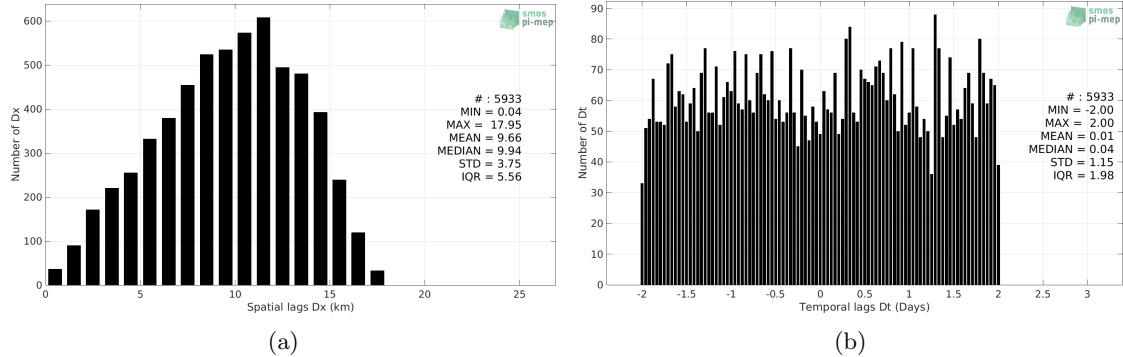 600
500
400
300
200
100
0
0
5
10
15
20
25
Number of Dx
Spatial lags Dx (km)
smos
pi-mep
# : 5933
MIN = 0.04
MAX = 17.95
MEAN = 9.66
MEDIAN = 9.94
STD = 3.75
IQR = 5.56
(a)
90
80
70
60
50
40
30
20
10
0
-2
-1.5
-1
-0.5
0
0.5
1
1.5
2
2.5
3
Number of Dt
Temporal lags Dt (Days)
smos
pi-mep
# : 5933
MIN = -2.00
MAX = 2.00
MEAN = 0.01
MEDIAN = 0.04
STD = 1.15
IQR = 1.98
(b)